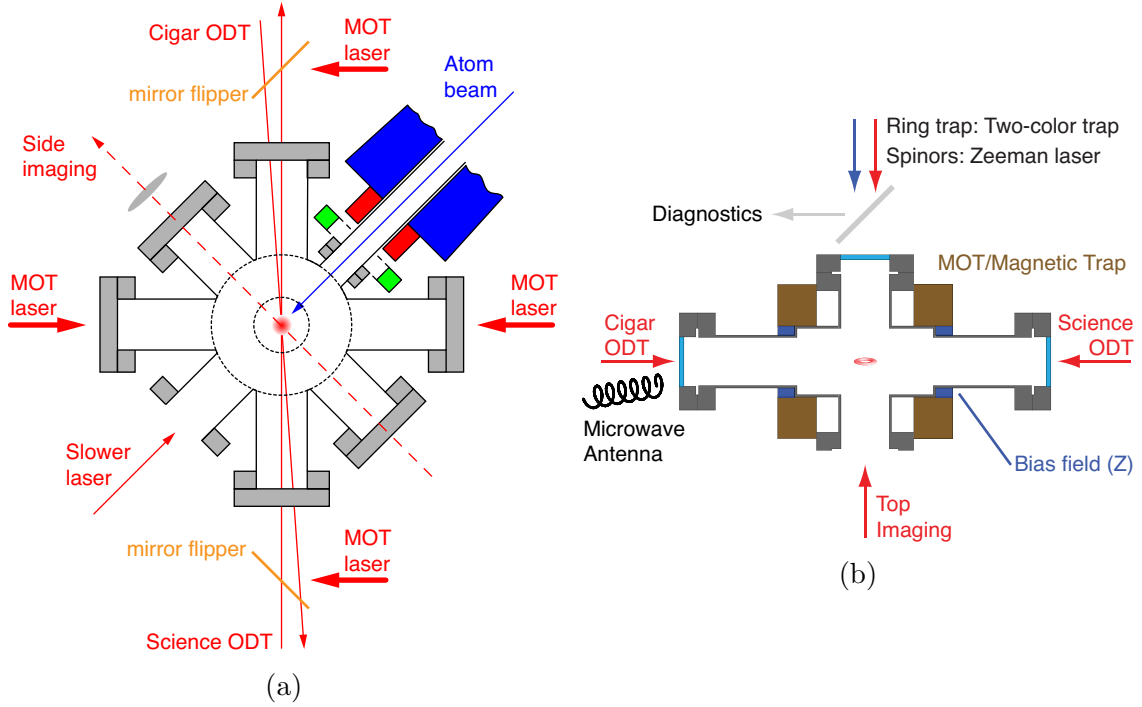 Cigar ODT
MOT
laser
mirror flipper
Atom
beam
Side
imaging
MOT
laser
MOT
laser
Slower
laser
mirror flipper
MOT
laser
Science ODT
(a)
Ring trap: Two-color trap
Spinors: Zeeman laser
Diagnostics
MOT/Magnetic Trap
Cigar
ODT
Science
ODT
Microwave
Antenna
Bias field (Z)
Top
Imaging
(b)